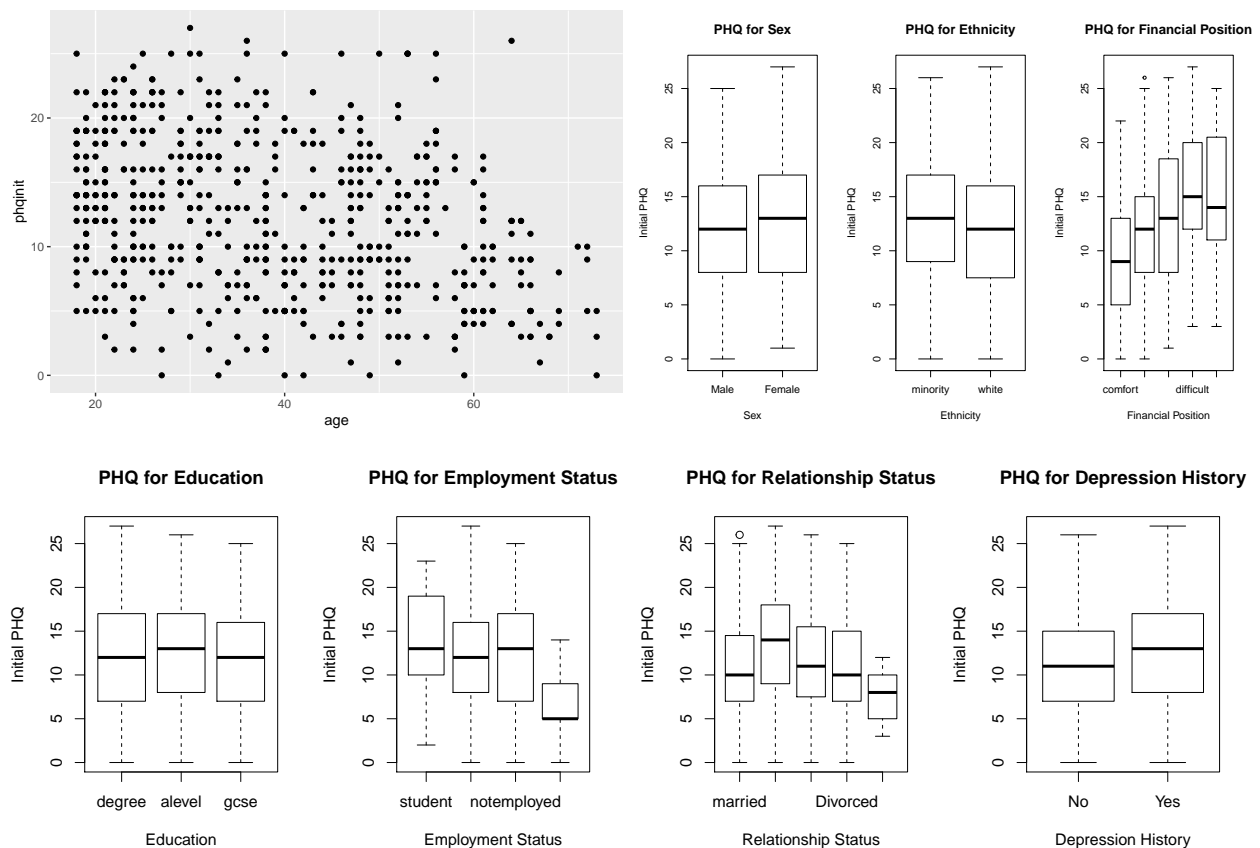 phqinit
20
10
0
20
40
60
age
PHQ for Sex
Initial PHQ
0
5
10
15
20
25
Male
Female
Sex
PHQ for Ethnicity
Initial PHQ
0
5
10
15
20
25
minority
white
Ethnicity
PHQ for Financial Position
Initial PHQ
0
5
10
15
20
25
comfort
difficult
Financial Position
PHQ for Education
Initial PHQ
0
5
10
15
20
25
degree
alevel
gcse
Education
PHQ for Employment Status
Initial PHQ
0
5
10
15
20
25
student
notemployed
Employment Status
PHQ for Relationship Status
Initial PHQ
0
5
10
15
20
25
married
Divorced
Relationship Status
PHQ for Depression History
Initial PHQ
0
5
10
15
20
25
No
Yes
Depression History